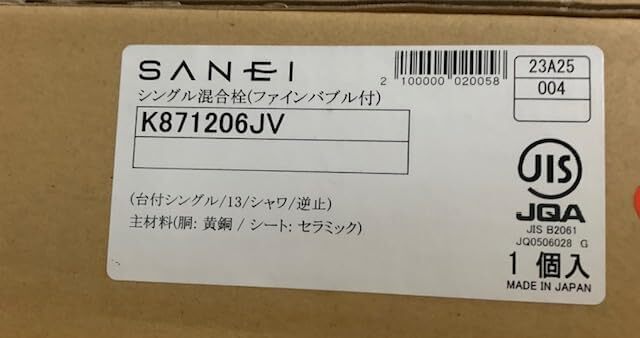 SANEI
シングル混合栓(ファインバブル付)
K871206JV
(台付シングル/13/シャワ/逆止)
主材料(胴: 黄銅 / シート: セラミック)
2 100000 020058
23A25
004
JIS
JQA
JIS B2061
JQ0506028 G
1 個入
MADE IN JAPAN